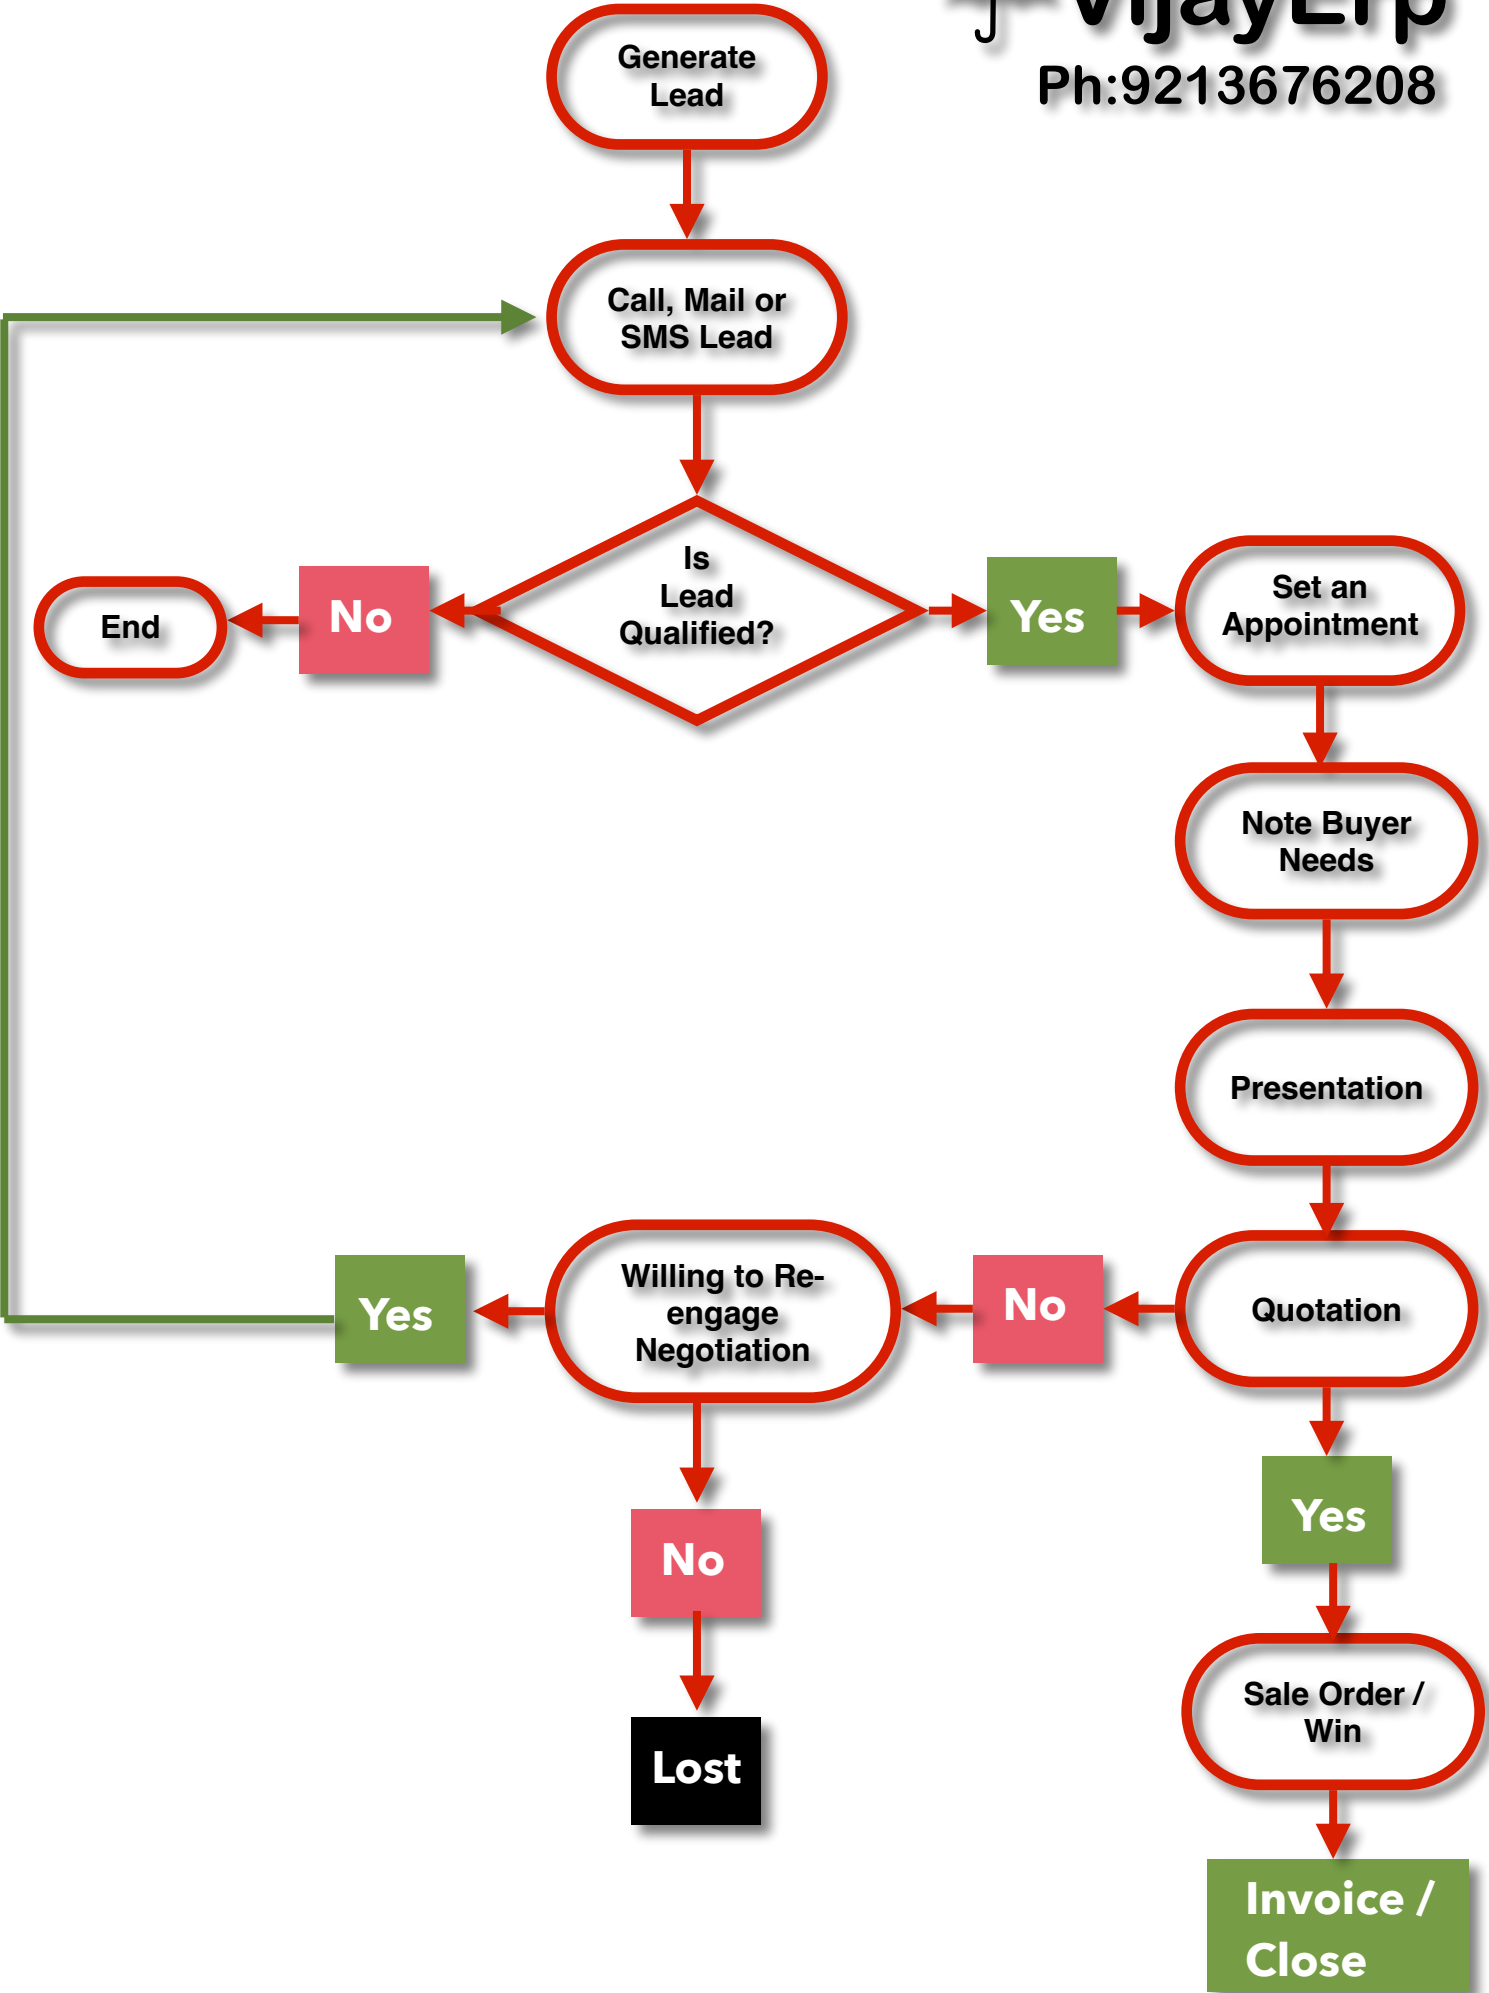 VijayErp
Ph:9213676208
Generate
Lead
Call, Mail or
SMS Lead
Is
Lead
Qualified?
No
End
Yes
Set an
Appointment
Note Buyer
Needs
Presentation
Quotation
No
Willing to Re-
engage
Negotiation
Yes
No
Lost
Yes
Sale Order /
Win
Invoice /
Close